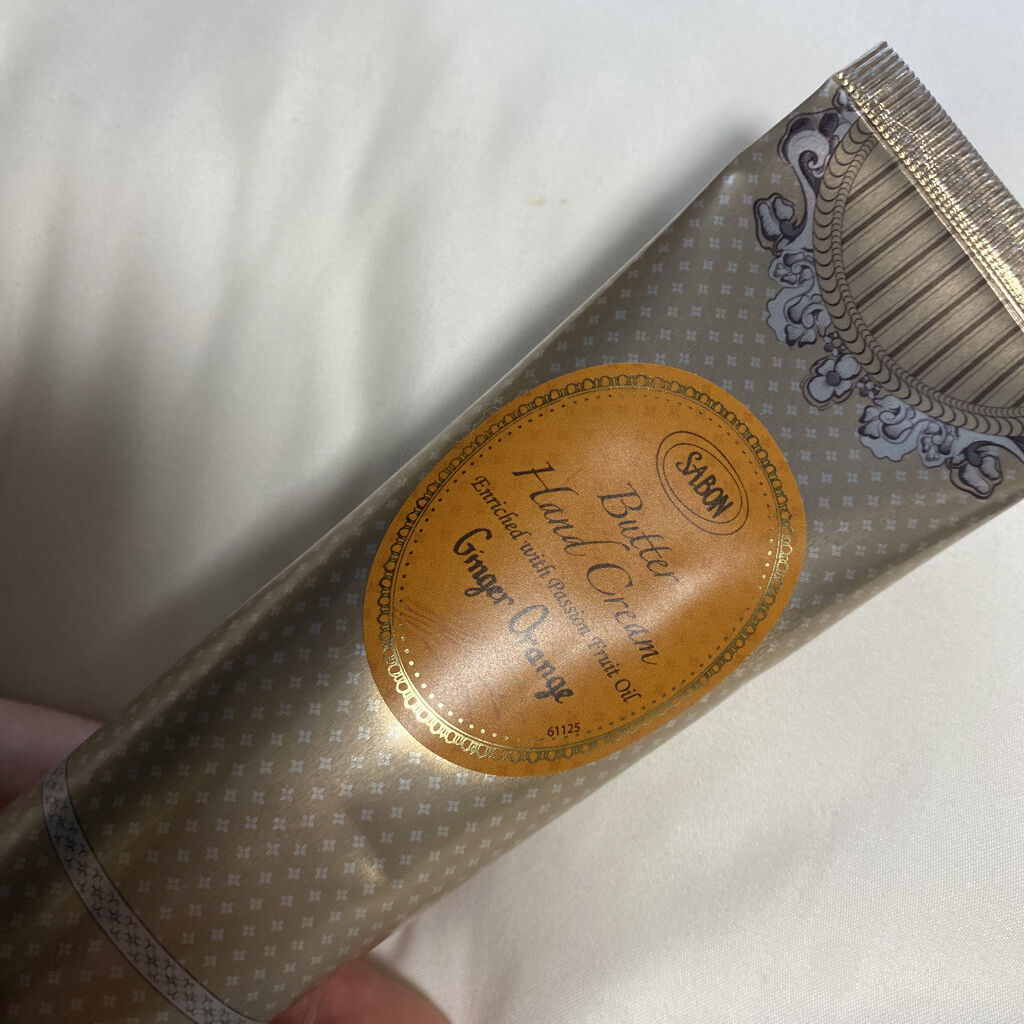 SABON
Butter
Hand Cream
Enriched with Passion Fruit Oil
Ginger Orange
61125